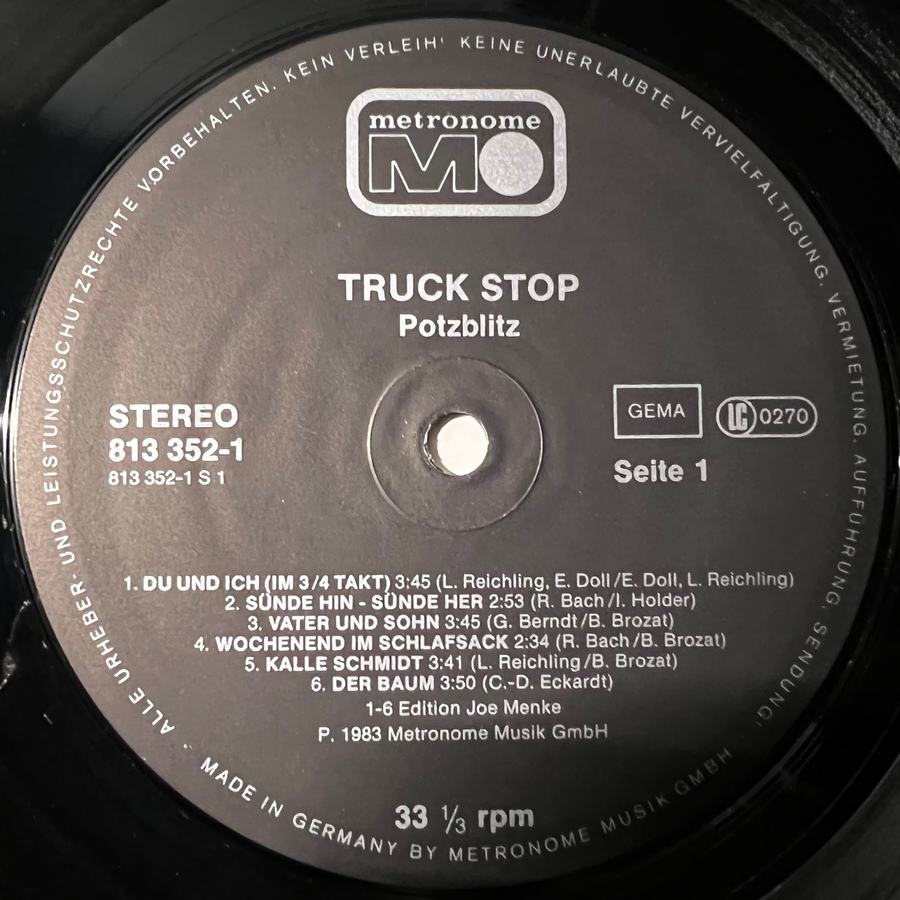 ALLE URHEBER- UND LEISTUNGSSCHUTZRECHTE VORBEHALTEN. KEIN VERLEIH! KEINE UNERLAUBTE VERVIELFÄLTIGUNG, VERMIETUNG, AUFFÜHRUNG, SENDUNG!
metronome
MO
TRUCK STOP
Potzblitz
STEREO
813 352-1
813 352-1 S 1
GEMA
LC 0270
Seite 1
1. DU UND ICH (IM 3/4 TAKT) 3:45 (L. Reichling, E. Doll/E. Doll, L. Reichling)
2. SÜNDE HIN - SÜNDE HER 2:53 (R. Bach/I. Holder)
3. VATER UND SOHN 3:45 (G. Berndt/B. Brozat)
4. WOCHENEND IM SCHLAFSACK 2:34 (R. Bach/B. Brozat)
5. KALLE SCHMIDT 3:41 (L. Reichling/B. Brozat)
6. DER BAUM 3:50 (C.-D. Eckardt)
1-6 Edition Joe Menke
P. 1983 Metronome Musik GmbH
33 ⅓ rpm
MADE IN GERMANY BY METRONOME MUSIK GMBH